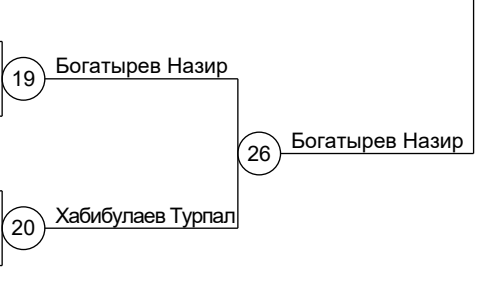 19 Богатырев Назир
26 Богатырев Назир
20 Хабибулаев Турпал